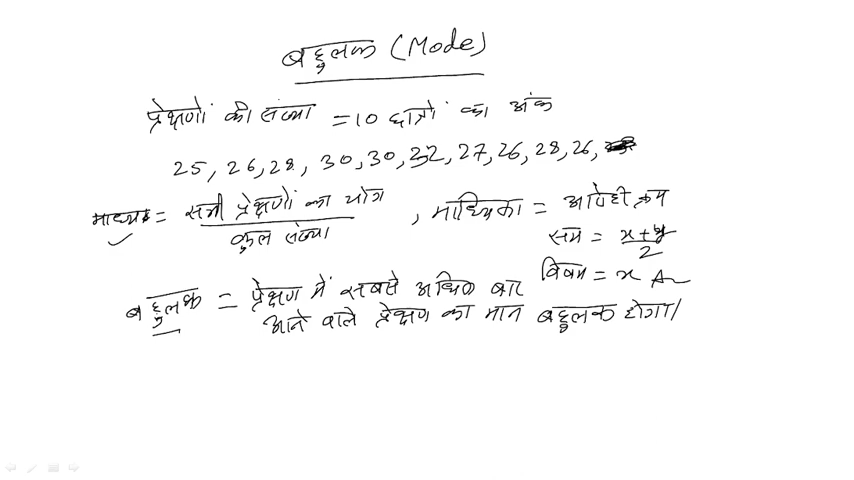 बहुलक (Mode)
प्रेक्षणों की संख्या = 10 छात्रों का अंक
25, 26, 28, 30, 30, 32, 27, 26, 28, 26,
माध्य = सभी प्रेक्षणों का योग / कुल संख्या , माध्यिका = आरोही क्रम
सम = x+y / 2
विषम = x
बहुलक = प्रेक्षण में सबसे अधिक बार
आने वाले प्रेक्षण का मान बहुलक होगा।